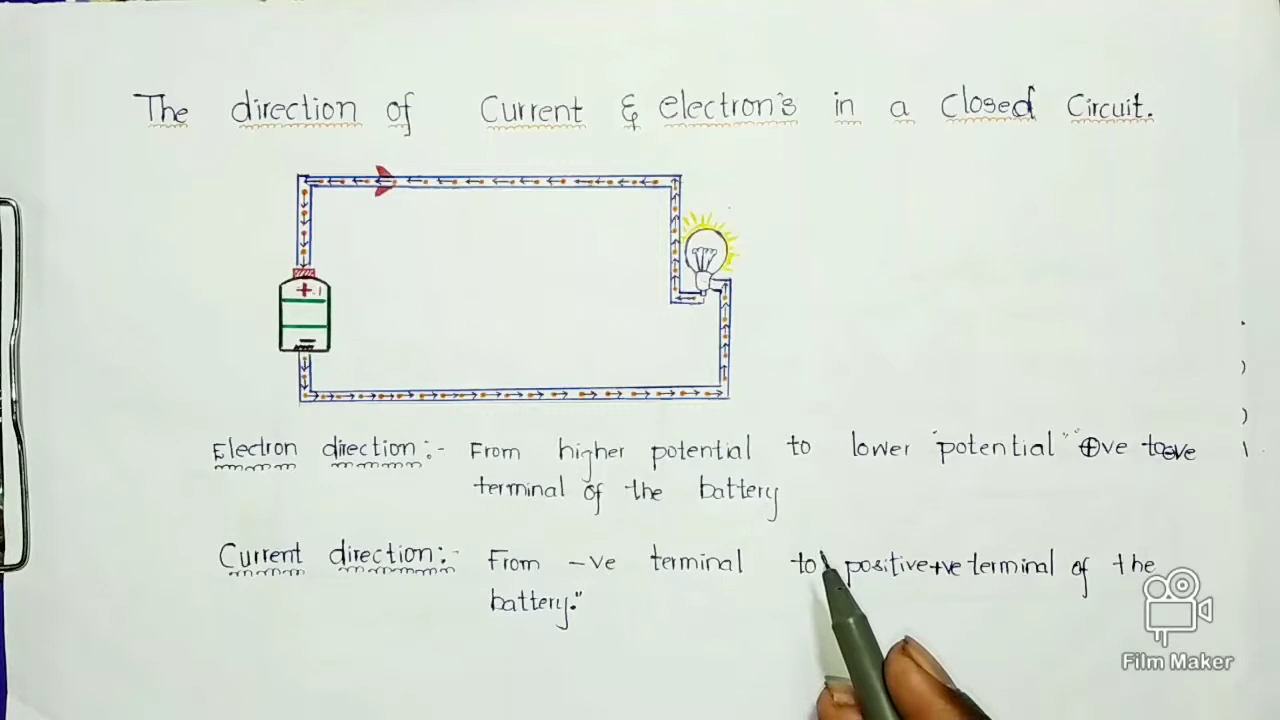 The direction of Current & electron's in a Closed Circuit.
+
Electron direction:- From higher potential to lower "potential" ⊕ve to ⊖ve
terminal of the battery
Current direction:- From -ve terminal to positive +ve terminal of the
battery."
Film Maker